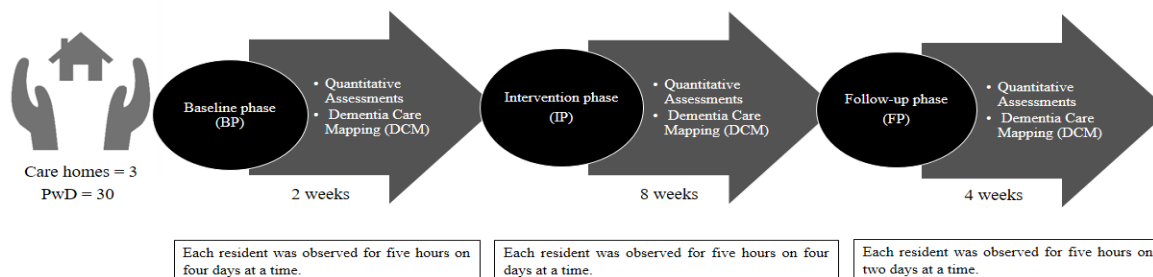 Care homes = 3
PwD = 30
Baseline phase
(BP)
• Quantitative
Assessments
• Dementia Care
Mapping (DCM)
2 weeks
Each resident was observed for five hours on
four days at a time.
Intervention phase
(IP)
• Quantitative
Assessments
• Dementia Care
Mapping (DCM)
8 weeks
Each resident was observed for five hours on four
days at a time.
Follow-up phase
(FP)
• Quantitative
Assessments
• Dementia Care
Mapping (DCM)
4 weeks
Each resident was observed for five hours on
two days at a time.